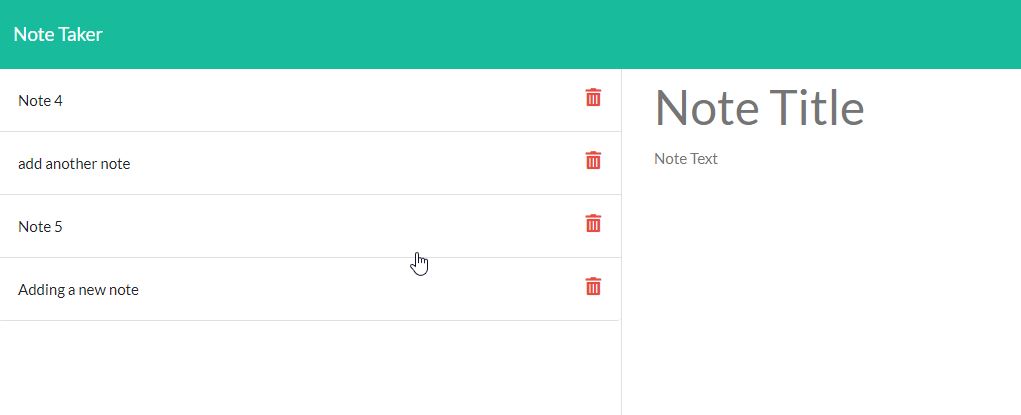 Note Taker
Note 4
add another note
Note 5
Adding a new note
Note Title
Note Text